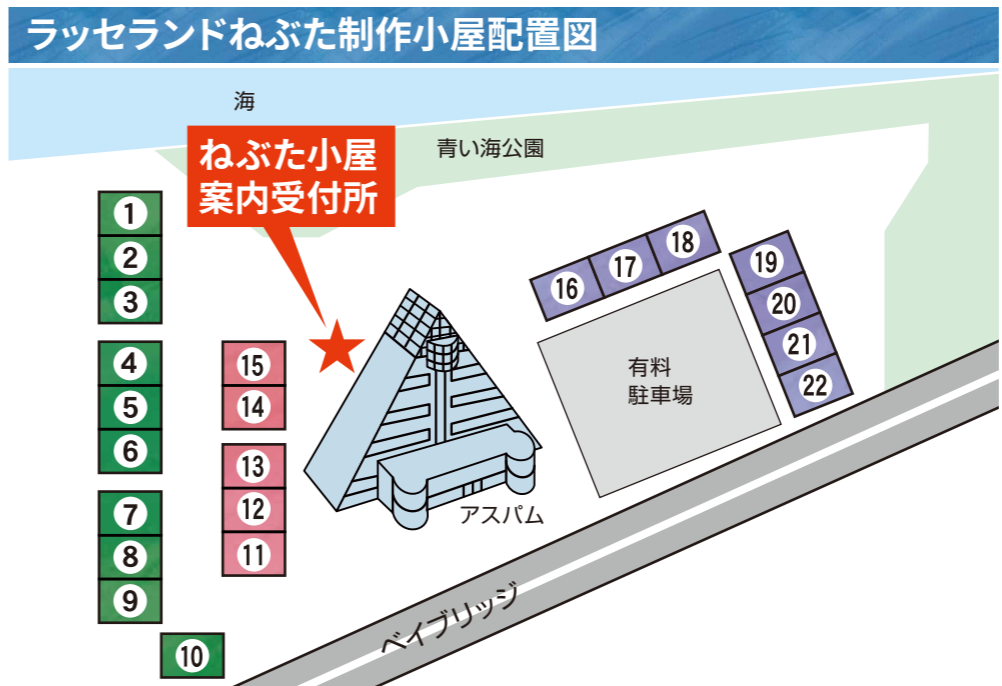 ラッセランドねぶた制作小屋配置図
海
ねぶた小屋
案内受付所
青い海公園
①
②
③
④
⑤
⑥
⑦
⑧
⑨
⑩
⑮
⑭
⑬
⑫
⑪
⑯
⑰
⑱
⑲
⑳
㉑
㉒
有料
駐車場
アスパム
ベイブリッジ